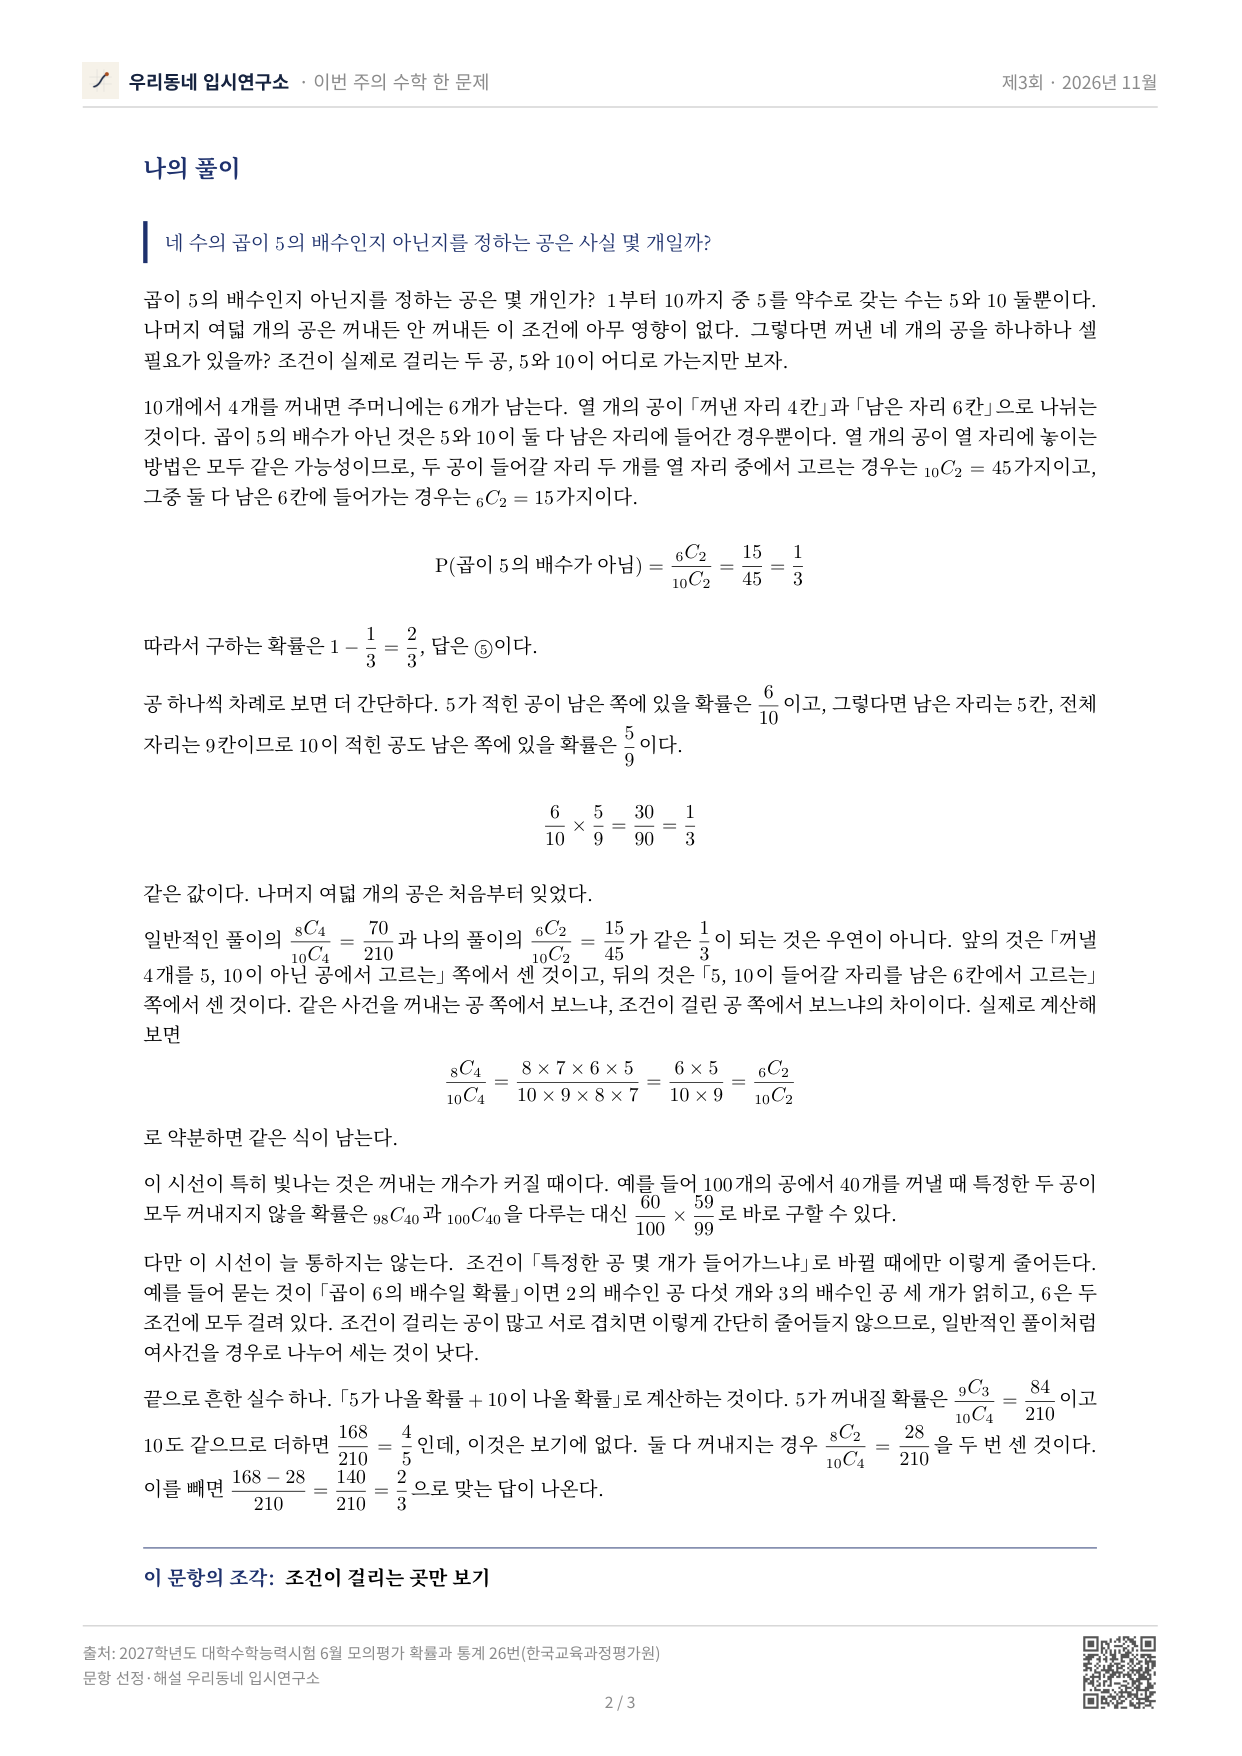 우리동네 입시연구소 · 이번 주의 수학 한 문제
제3회 · 2026년 11월
나의 풀이
네 수의 곱이 5의 배수인지 아닌지를 정하는 공은 사실 몇 개일까?
곱이 5의 배수인지 아닌지를 정하는 공은 몇 개인가? 1부터 10까지 중 5를 약수로 갖는 수는 5와 10 둘뿐이다.
나머지 여덟 개의 공은 꺼내든 안 꺼내든 이 조건에 아무 영향이 없다. 그렇다면 꺼낸 네 개의 공을 하나하나 셀
필요가 있을까? 조건이 실제로 걸리는 두 공, 5와 10이 어디로 가는지만 보자.
10개에서 4개를 꺼내면 주머니에는 6개가 남는다. 열 개의 공이 「꺼낸 자리 4칸」과 「남은 자리 6칸」으로 나뉘는
것이다. 곱이 5의 배수가 아닌 것은 5와 10이 둘 다 남은 자리에 들어간 경우뿐이다. 열 개의 공이 열 자리에 놓이는
방법은 모두 같은 가능성이므로, 두 공이 들어갈 자리 두 개를 열 자리 중에서 고르는 경우는 ₁₀C₂ = 45가지이고,
그중 둘 다 남은 6칸에 들어가는 경우는 ₆C₂ = 15가지이다.
P(곱이 5의 배수가 아님) = ₆C₂/₁₀C₂ = 15/45 = 1/3
따라서 구하는 확률은 1 − 1/3 = 2/3, 답은 ⑤이다.
공 하나씩 차례로 보면 더 간단하다. 5가 적힌 공이 남은 쪽에 있을 확률은 6/10이고, 그렇다면 남은 자리는 5칸, 전체
자리는 9칸이므로 10이 적힌 공도 남은 쪽에 있을 확률은 5/9이다.
6/10 × 5/9 = 30/90 = 1/3
같은 값이다. 나머지 여덟 개의 공은 처음부터 잊었다.
일반적인 풀이의 ₈C₄/₁₀C₄ = 70/210과 나의 풀이의 ₆C₂/₁₀C₂ = 15/45가 같은 1/3이 되는 것은 우연이 아니다. 앞의 것은 「꺼낼
4개를 5, 10이 아닌 공에서 고르는」 쪽에서 센 것이고, 뒤의 것은 「5, 10이 들어갈 자리를 남은 6칸에서 고르는」
쪽에서 센 것이다. 같은 사건을 꺼내는 공 쪽에서 보느냐, 조건이 걸린 공 쪽에서 보느냐의 차이이다. 실제로 계산해
보면
₈C₄/₁₀C₄ = (8 × 7 × 6 × 5)/(10 × 9 × 8 × 7) = (6 × 5)/(10 × 9) = ₆C₂/₁₀C₂
로 약분하면 같은 식이 남는다.
이 시선이 특히 빛나는 것은 꺼내는 개수가 커질 때이다. 예를 들어 100개의 공에서 40개를 꺼낼 때 특정한 두 공이
모두 꺼내지지 않을 확률은 ₉₈C₄₀과 ₁₀₀C₄₀을 다루는 대신 60/100 × 59/99로 바로 구할 수 있다.
다만 이 시선이 늘 통하지는 않는다. 조건이 「특정한 공 몇 개가 들어가느냐」로 바뀔 때에만 이렇게 줄어든다.
예를 들어 묻는 것이 「곱이 6의 배수일 확률」이면 2의 배수인 공 다섯 개와 3의 배수인 공 세 개가 얽히고, 6은 두
조건에 모두 걸려 있다. 조건이 걸리는 공이 많고 서로 겹치면 이렇게 간단히 줄어들지 않으므로, 일반적인 풀이처럼
여사건을 경우로 나누어 세는 것이 낫다.
끝으로 흔한 실수 하나. 「5가 나올 확률 + 10이 나올 확률」로 계산하는 것이다. 5가 꺼내질 확률은 ₉C₃/₁₀C₄ = 84/210이고
10도 같으므로 더하면 168/210 = 4/5인데, 이것은 보기에 없다. 둘 다 꺼내지는 경우 ₈C₂/₁₀C₄ = 28/210을 두 번 센 것이다.
이를 빼면 (168 − 28)/210 = 140/210 = 2/3으로 맞는 답이 나온다.
이 문항의 조각: 조건이 걸리는 곳만 보기
출처: 2027학년도 대학수학능력시험 6월 모의평가 확률과 통계 26번(한국교육과정평가원)
문항 선정·해설 우리동네 입시연구소
2 / 3